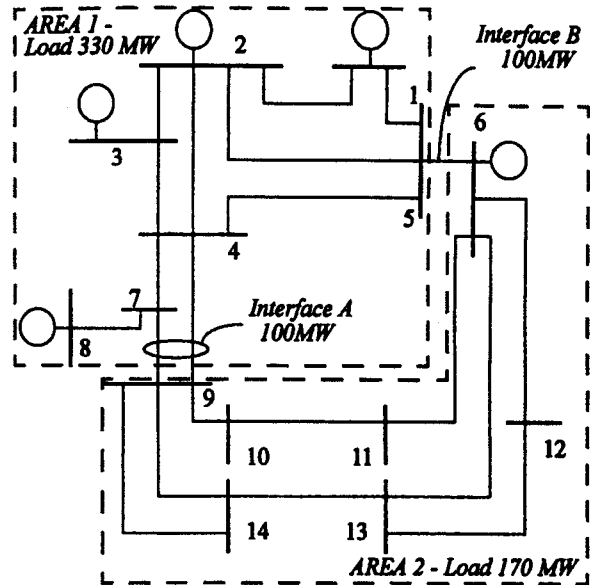 AREA 1 -
Load 330 MW
2
Interface B
100MW
1
6
3
4
5
7
Interface A
100MW
8
9
10
11
12
14
13
AREA 2 - Load 170 MW